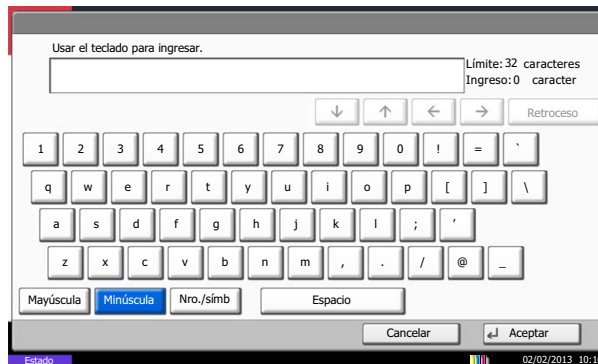 Usar el teclado para ingresar.
Límite: 32 caracteres
Ingreso: 0 caracter
↓ ↑ ← → Retroceso
1 2 3 4 5 6 7 8 9 0 ! = `
q w e r t y u i o p [ ] \
a s d f g h j k l ; ’
z x c v b n m , . / @ _
Mayúscula Minúscula Nro./símb Espacio
Cancelar Aceptar
Estado 02/02/2013 10:1